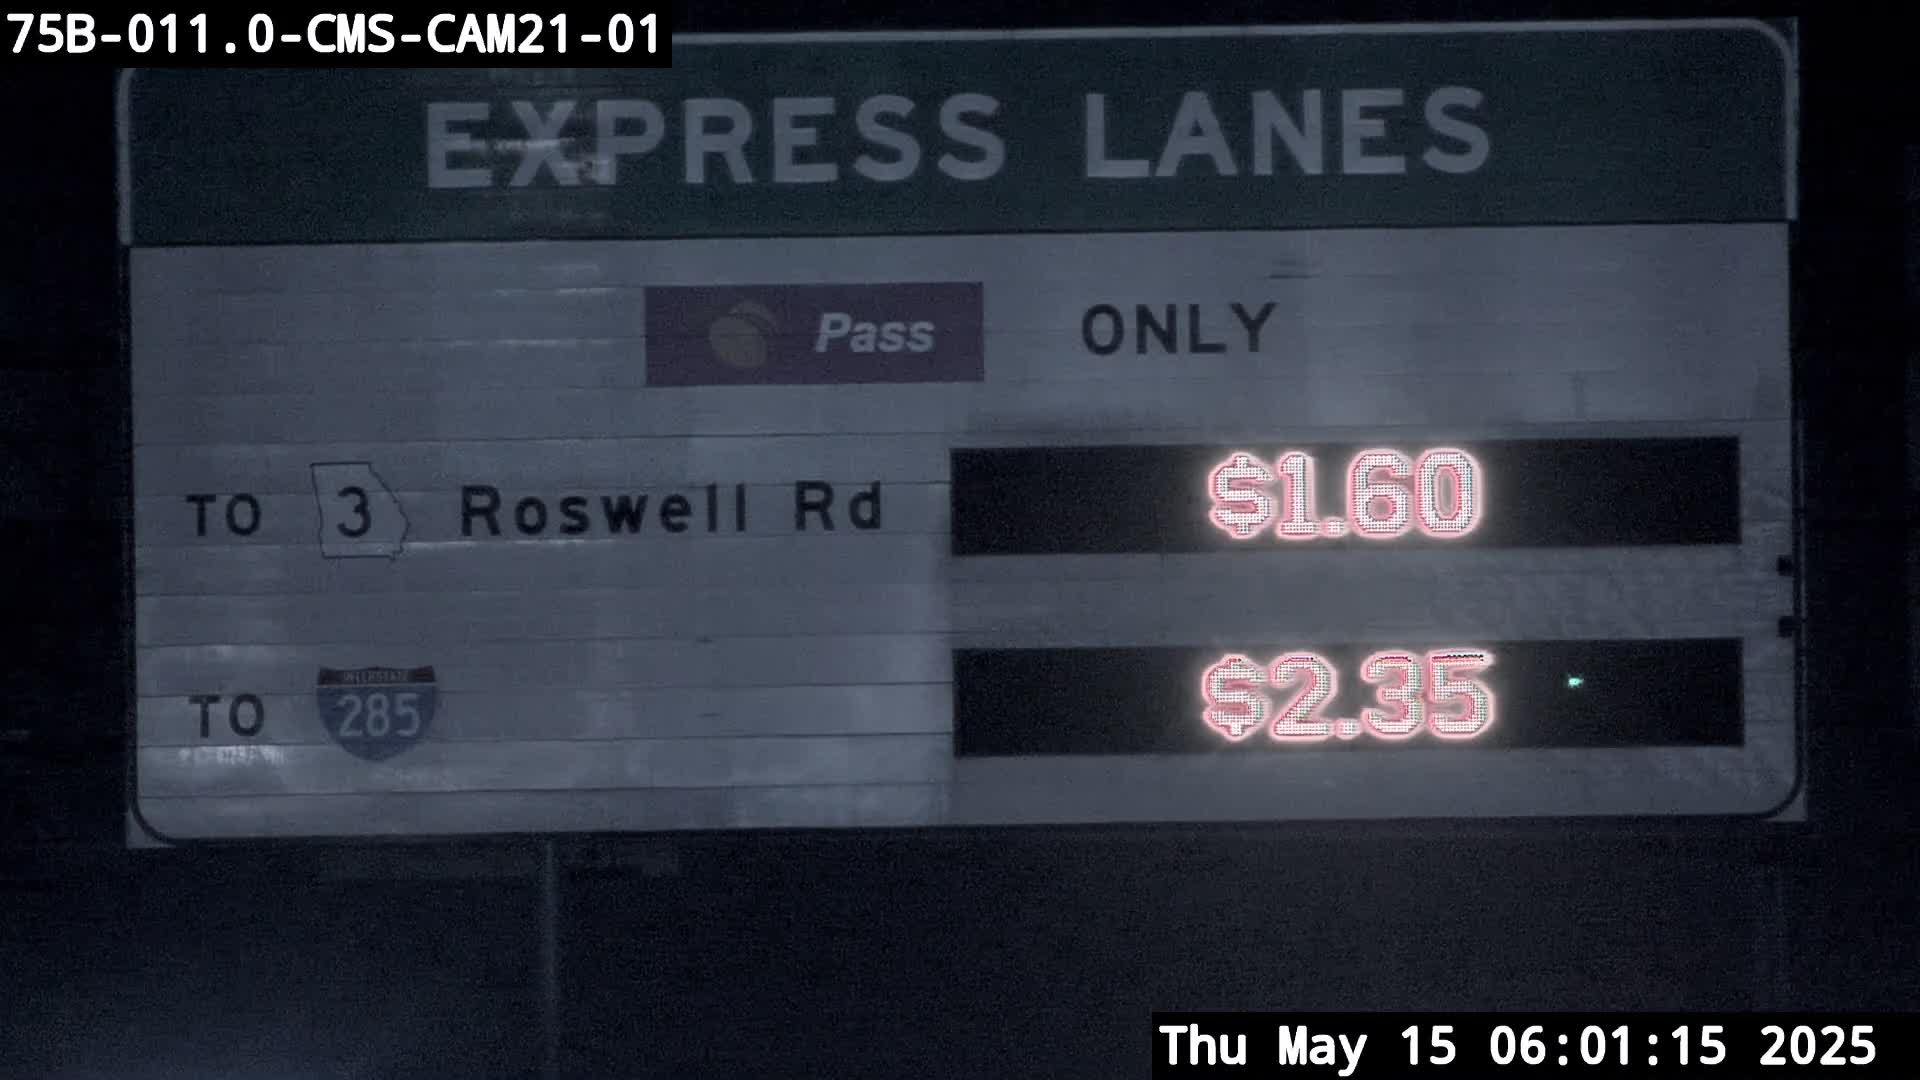 75B-011.0-CMS-CAM21-01
EXPRESS LANES
Pass ONLY
TO 3 Roswell Rd $1.60
INTERSTATE
TO 285 $2.35
Thu May 15 06:01:15 2025